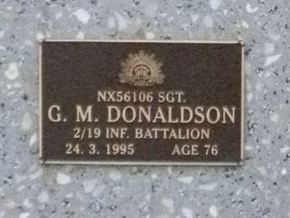 NX56106 SGT.
G. M. DONALDSON
2/19 INF. BATTALION
24. 3. 1995 AGE 76